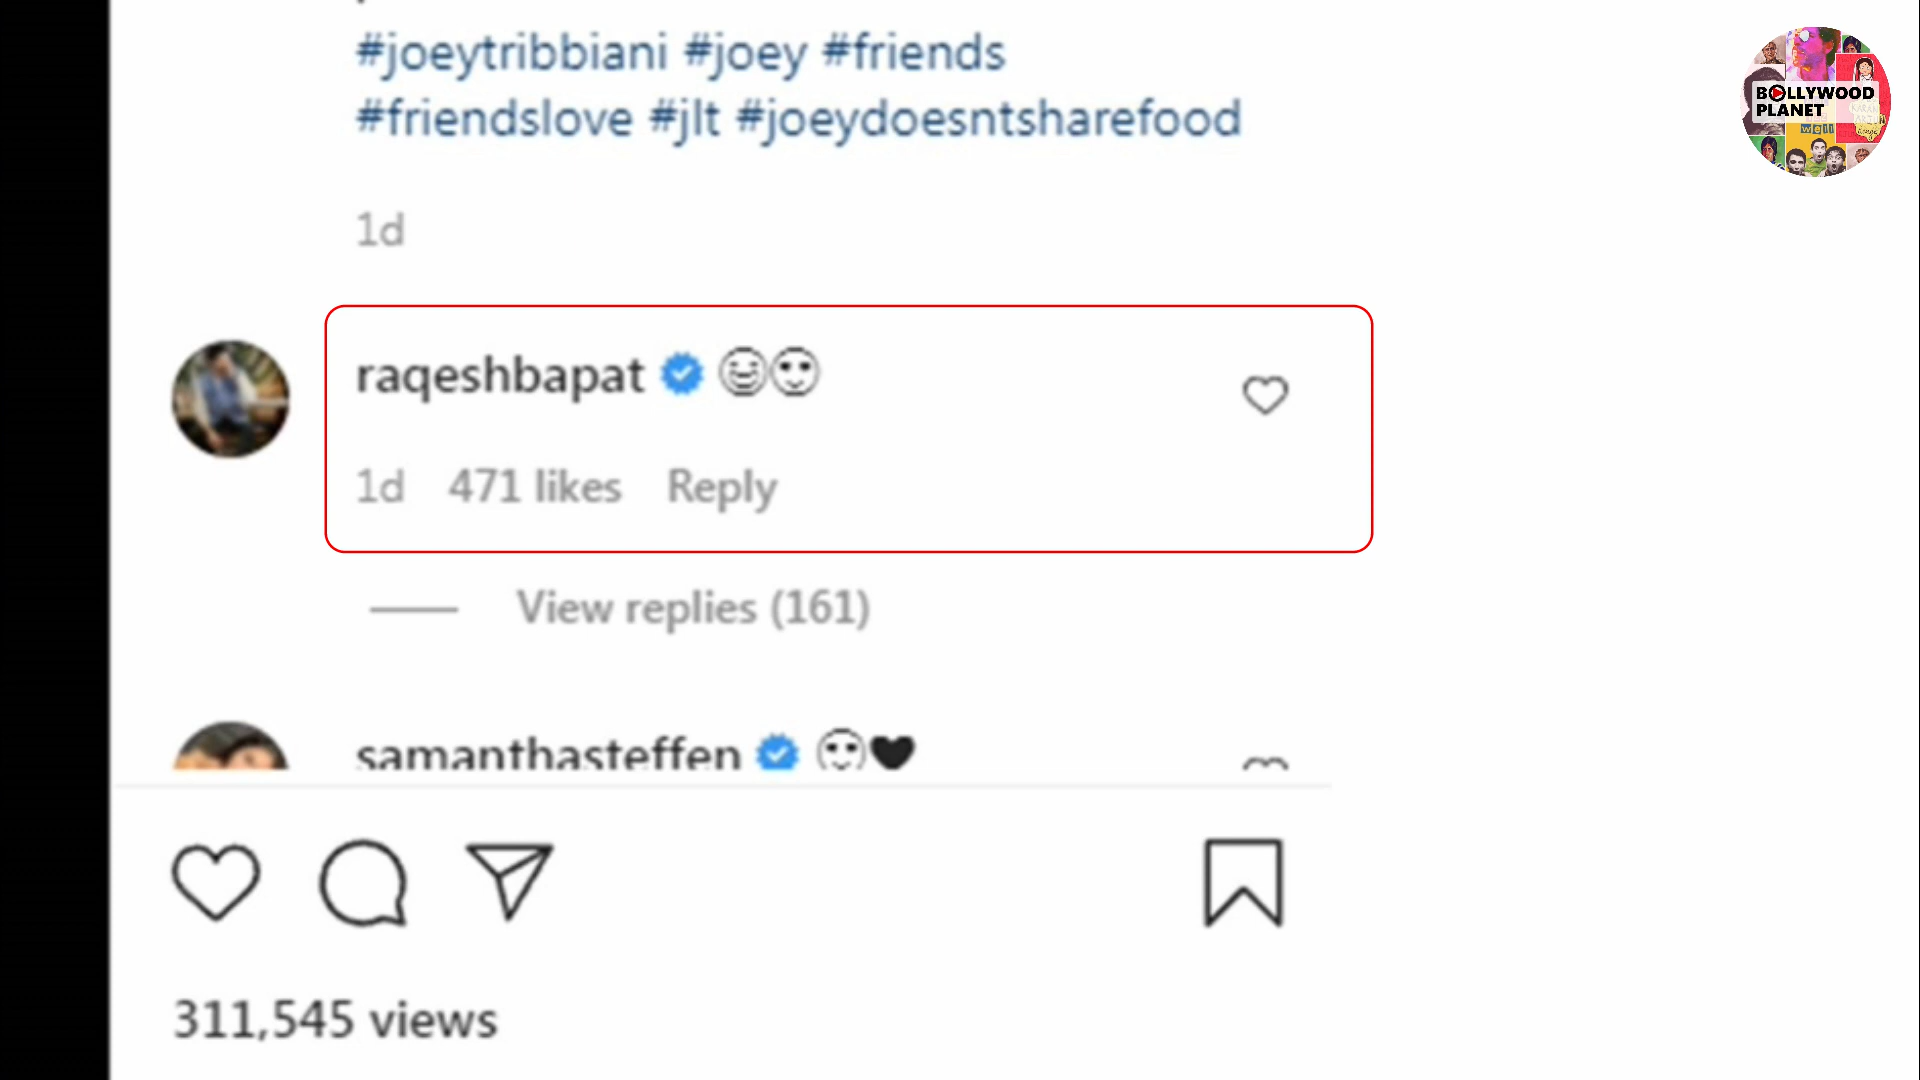 #joeytribbiani #joey #friends
#friendslove #jlt #joeydoesntsharefood
1d
raqeshbapat
1d 471 likes Reply
View replies (161)
samanthasteffen
311,545 views
BOLLYWOOD
PLANET
well